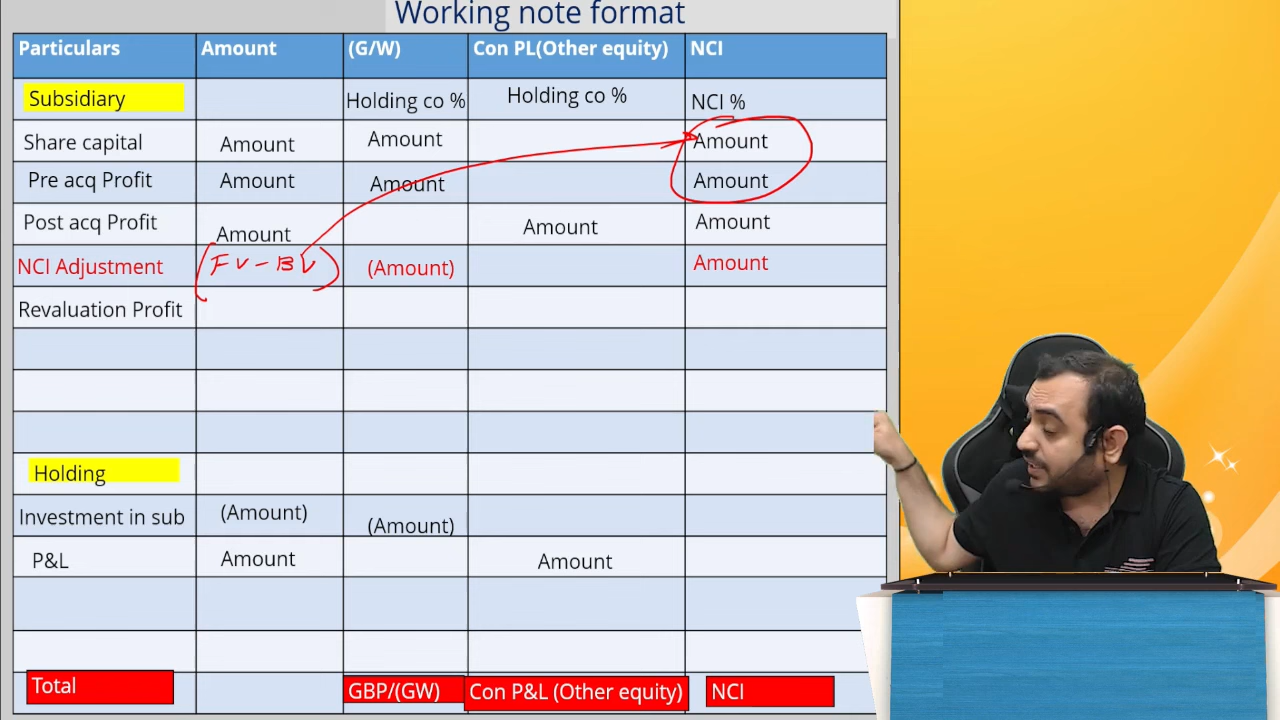 Working note format
Particulars Amount (G/W) Con PL(Other equity) NCI
Subsidiary Holding co % Holding co % NCI %
Share capital Amount Amount Amount
Pre acq Profit Amount Amount Amount
Post acq Profit Amount Amount Amount
NCI Adjustment (FV - BV) (Amount) Amount
Revaluation Profit
Holding
Investment in sub (Amount) (Amount)
P&L Amount Amount
Total GBP/(GW) Con P&L (Other equity) NCI